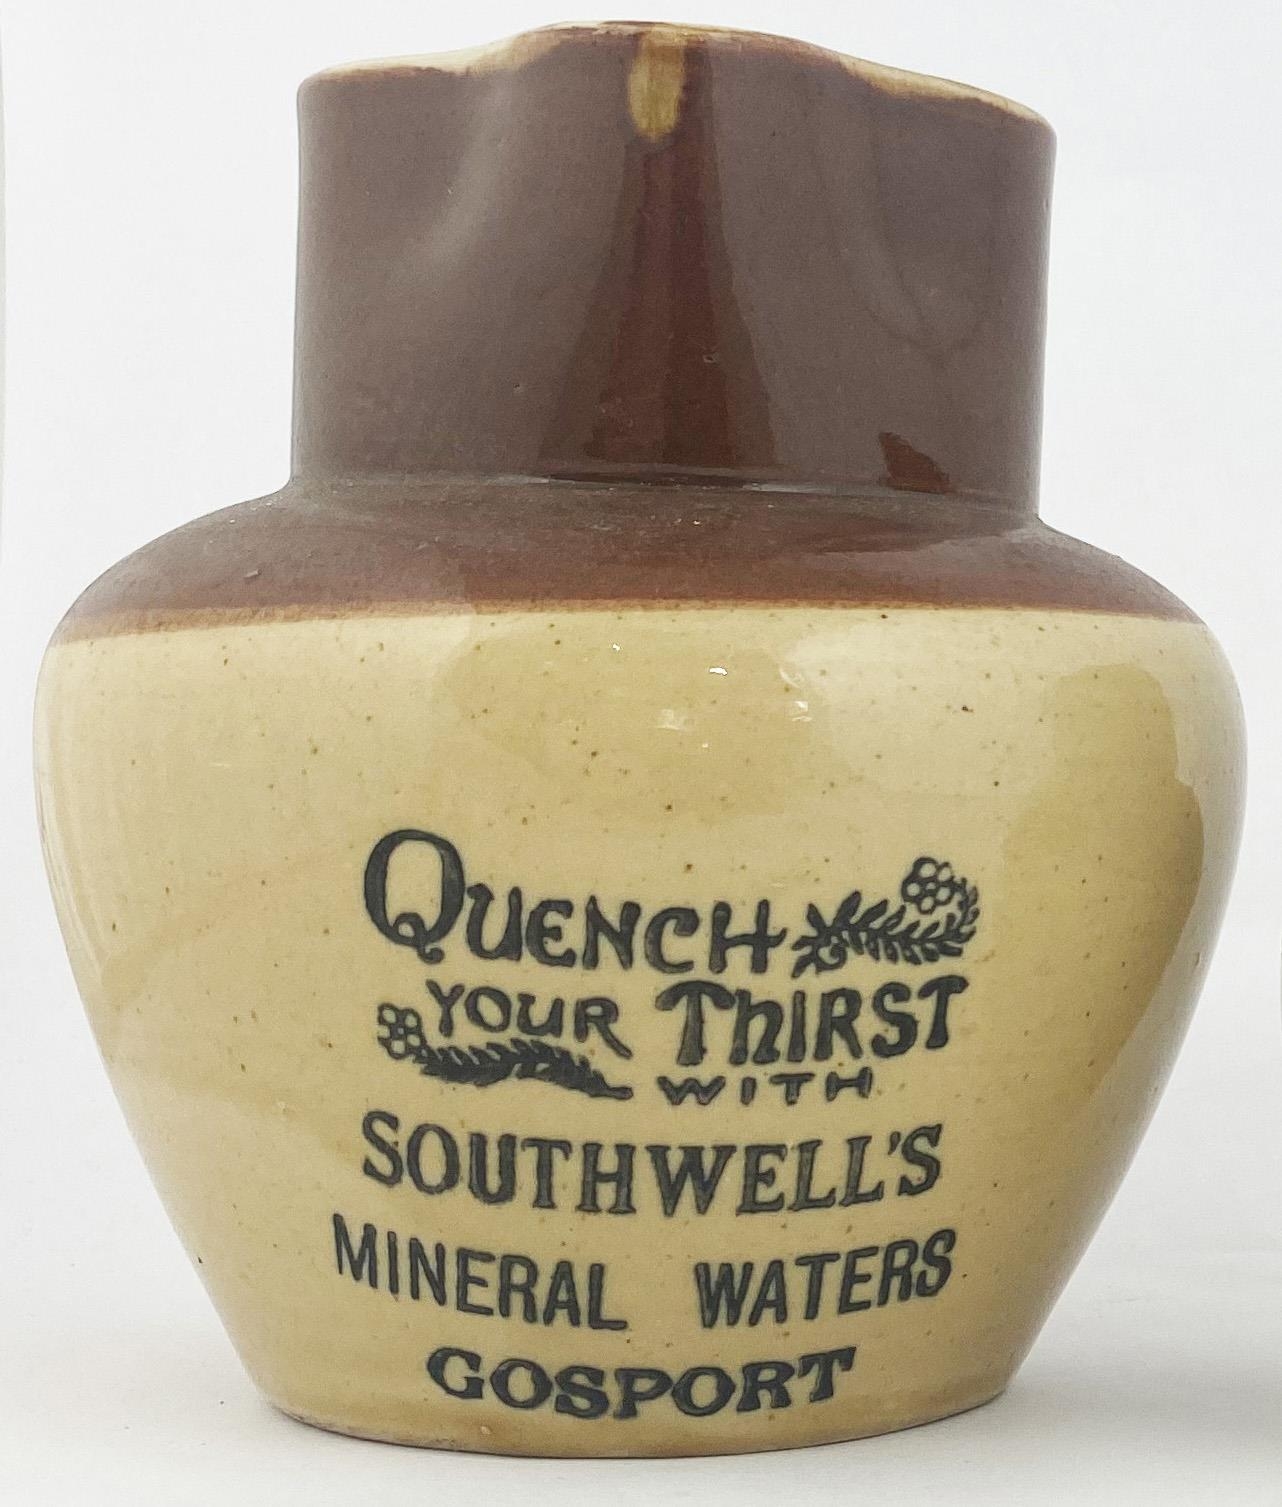 QUENCH
YOUR THIRST
WITH
SOUTHWELL'S
MINERAL WATERS
GOSPORT